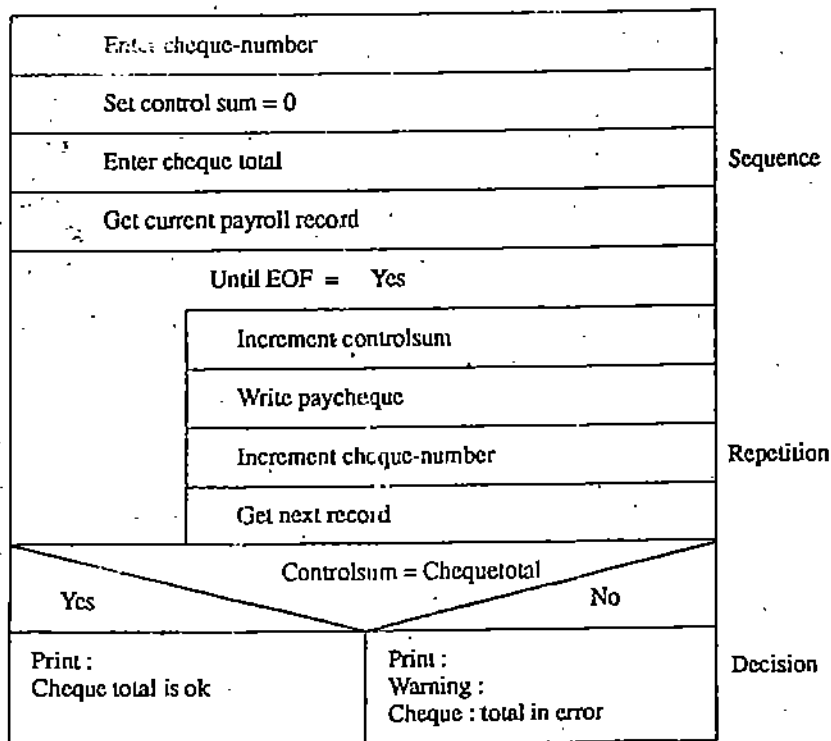 Enter cheque-number
Set control sum = 0
Enter cheque total
Sequence
Get current payroll record
Until EOF = Yes
Increment controlsum
Write paycheque
Increment cheque-number
Repetition
Get next record
Controlsum = Chequetotal
Yes
No
Print :
Cheque total is ok
Print :
Warning :
Cheque : total in error
Decision